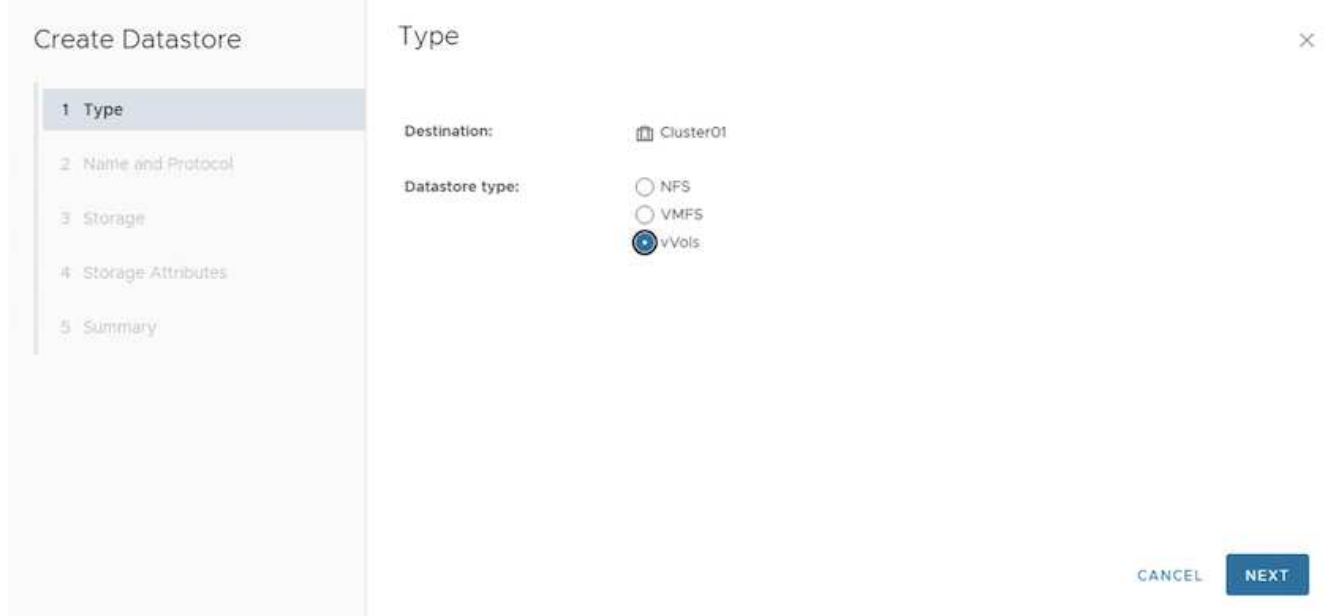 Create Datastore
1 Type
2 Name and Protocol
3 Storage
4 Storage Attributes
5 Summary
Type
Destination: Cluster01
Datastore type: NFS
VMFS
vVols
CANCEL NEXT